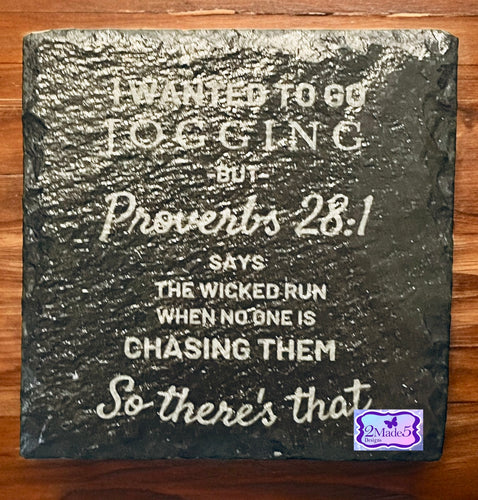 I WANTED TO GO
JOGGING
-BUT-
Proverbs 28:1
SAYS
THE WICKED RUN
WHEN NO ONE IS
CHASING THEM
So there's that
2Made5
Designs